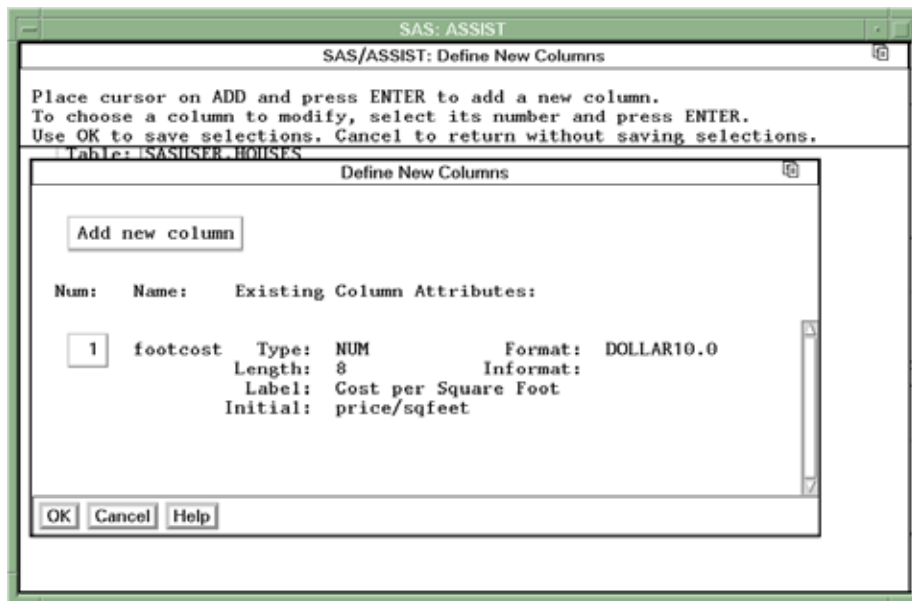 SAS: ASSIST
SAS/ASSIST: Define New Columns
Place cursor on ADD and press ENTER to add a new column.
To choose a column to modify, select its number and press ENTER.
Use OK to save selections. Cancel to return without saving selections.
Table: SASUSER.HOUSES
Define New Columns
Add new column
Num: Name: Existing Column Attributes:
1 footcost Type: NUM Format: DOLLAR10.0
Length: 8 Informat:
Label: Cost per Square Foot
Initial: price/sqfeet
OK Cancel Help